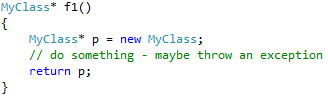 MyClass* f1()
{
    MyClass* p = new MyClass;
    // do something - maybe throw an exception
    return p;
}